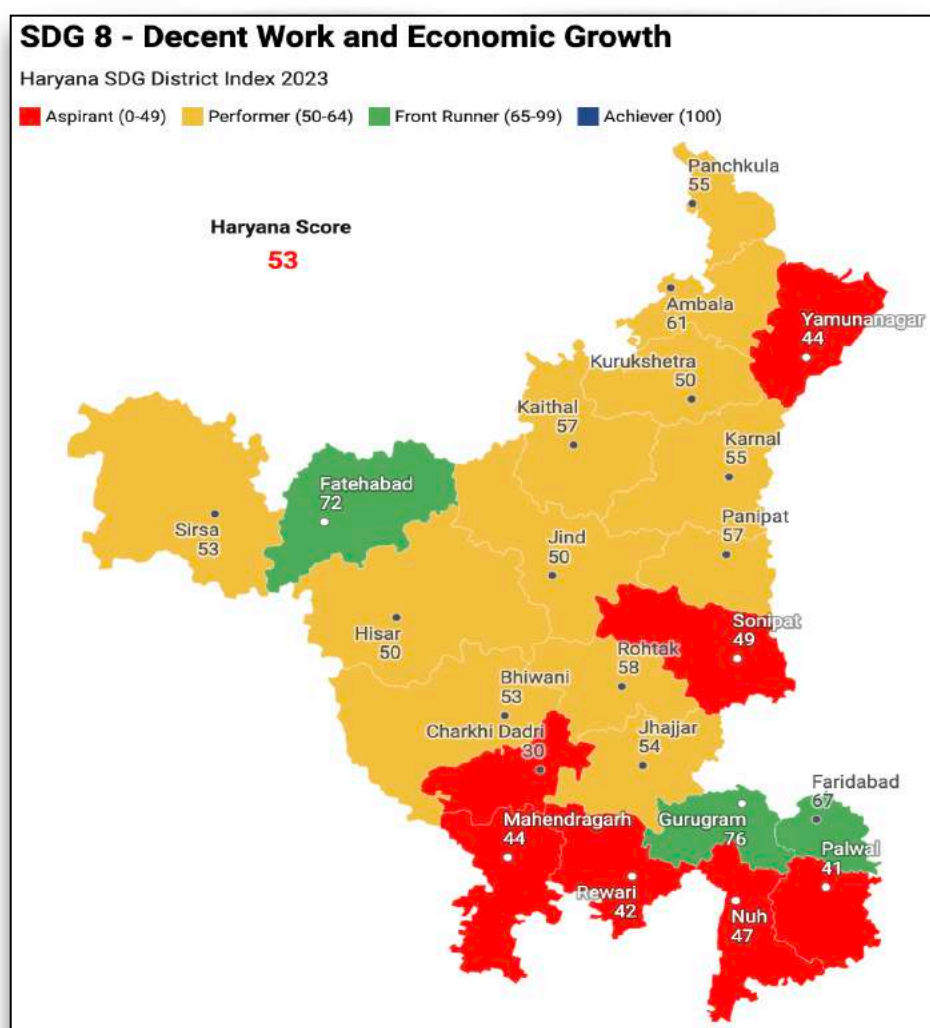 SDG 8 - Decent Work and Economic Growth
Haryana SDG District Index 2023
Aspirant (0-49) Performer (50-64) Front Runner (65-99) Achiever (100)
Panchkula
55
Haryana Score
53
Ambala
61
Yamunanagar
44
Kurukshetra
50
Kaithal
57
Karnal
55
Fatehabad
72
Panipat
57
Sirsa
53
Jind
50
Sonipat
49
Hisar
50
Rohtak
58
Bhiwani
53
Charkhi Dadri
30
Jhajjar
54
Faridabad
67
Mahendragarh
44
Gurugram
76
Palwal
41
Rewari
42
Nuh
47